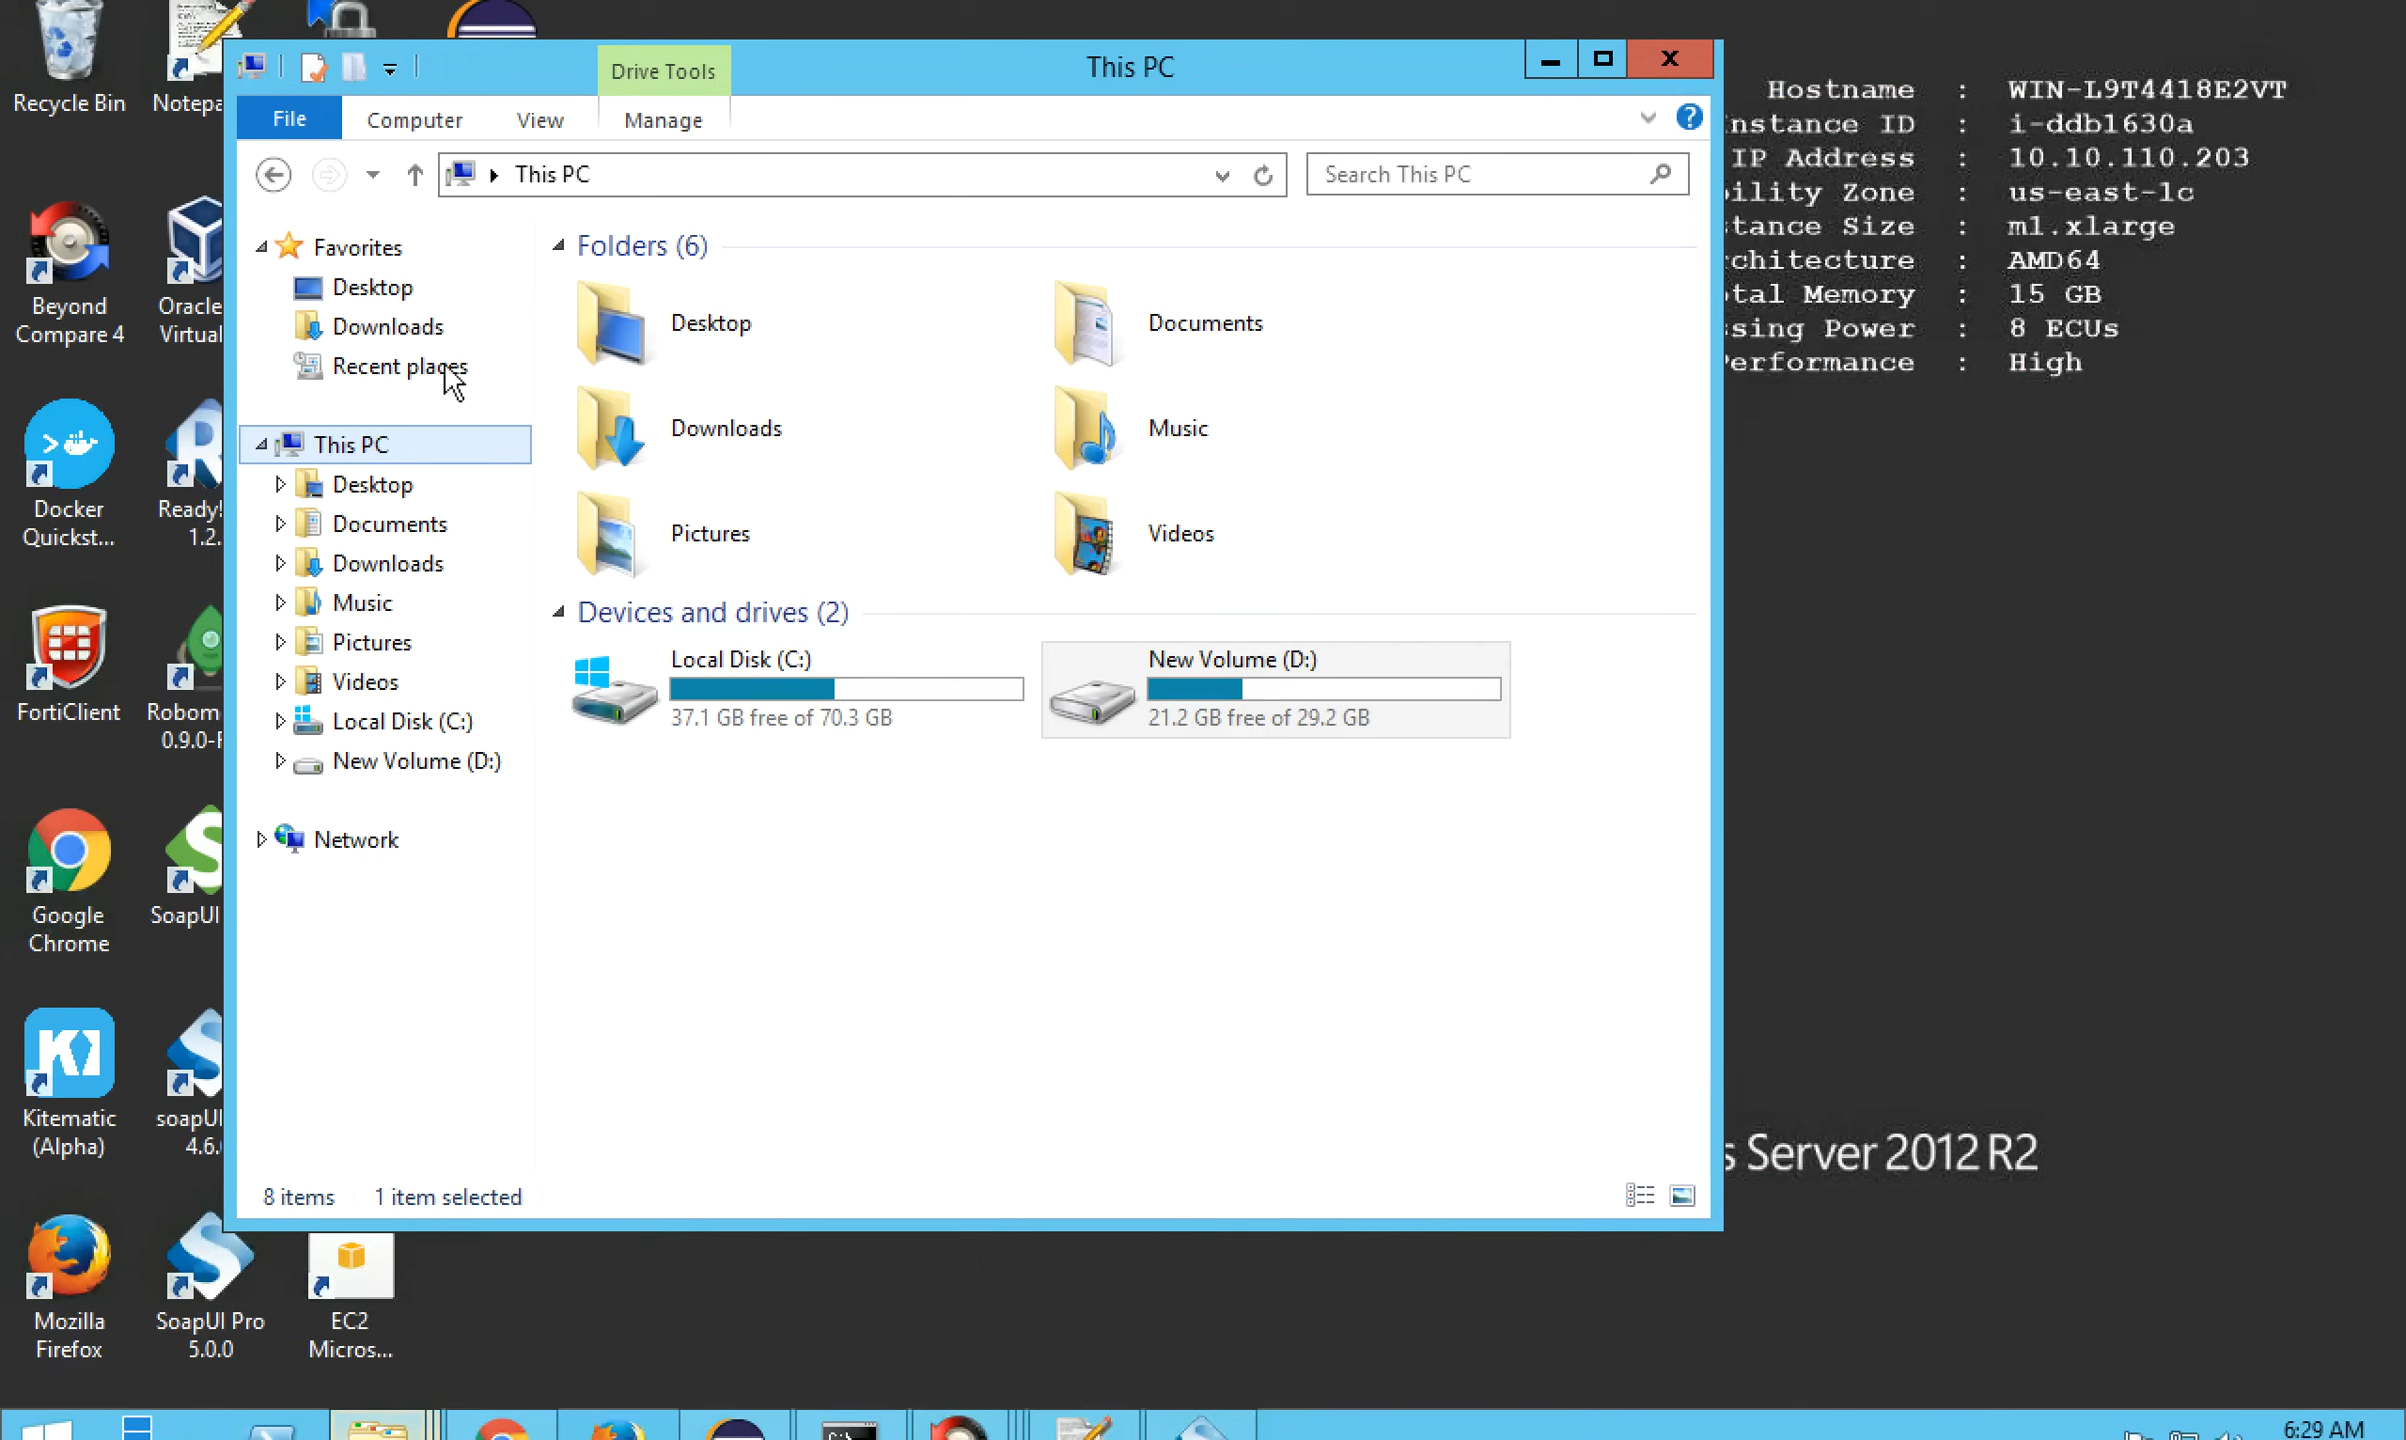 Recycle Bin
Notepa
Beyond
Compare 4
Oracle
Virtual
Docker
Quickst...
Ready!
1.2.
FortiClient
Robom
0.9.0-F
Google
Chrome
SoapUI
Kitematic
(Alpha)
soapUI
4.6.
Mozilla
Firefox
SoapUI Pro
5.0.0
EC2
Micros...
Drive Tools
This PC
File
Computer
View
Manage
This PC
Search This PC
Favorites
Desktop
Downloads
Recent places
This PC
Desktop
Documents
Downloads
Music
Pictures
Videos
Local Disk (C:)
New Volume (D:)
Network
Folders (6)
Desktop
Documents
Downloads
Music
Pictures
Videos
Devices and drives (2)
Local Disk (C:)
37.1 GB free of 70.3 GB
New Volume (D:)
21.2 GB free of 29.2 GB
8 items 1 item selected
Hostname : WIN-L9T4418E2VT
nstance ID : i-ddb1630a
IP Address : 10.10.110.203
ility Zone : us-east-1c
tance Size : m1.xlarge
rchitecture : AMD64
tal Memory : 15 GB
ssing Power : 8 ECUs
erformance : High
s Server 2012 R2
6:29 AM